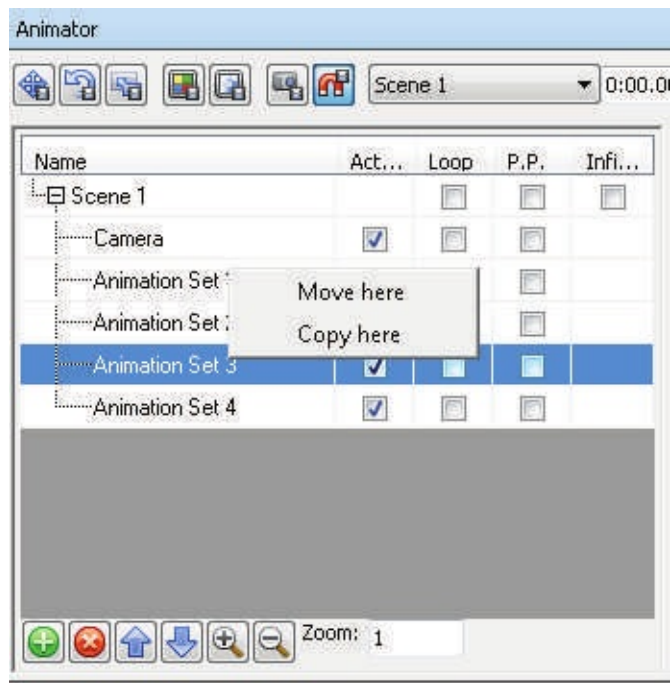 Animator
Scene 1 0:00.00
Name Act... Loop P.P. Infi...
Scene 1
Camera
Animation Set
Move here
Animation Set
Copy here
Animation Set 3
Animation Set 4
Zoom: 1